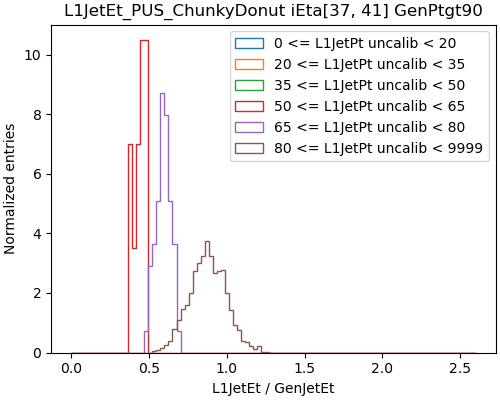 L1JetEt_PUS_ChunkyDonut iEta[37, 41] GenPtgt90
0 <= L1JetPt uncalib < 20
20 <= L1JetPt uncalib < 35
35 <= L1JetPt uncalib < 50
50 <= L1JetPt uncalib < 65
65 <= L1JetPt uncalib < 80
80 <= L1JetPt uncalib < 9999
Normalized entries
10
8
6
4
2
0
0.0 0.5 1.0 1.5 2.0 2.5
L1JetEt / GenJetEt